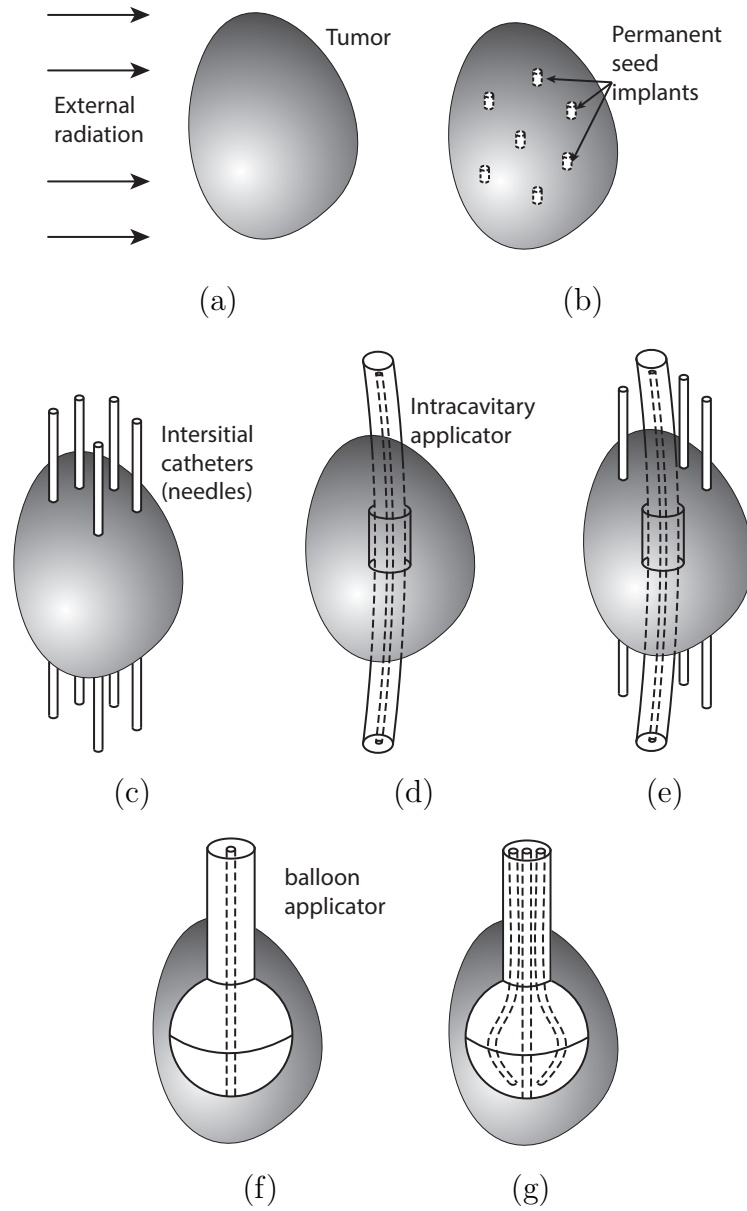 Tumor
External
radiation
Permanent
seed
implants
(a)
(b)
Intersitial
catheters
(needles)
Intracavitary
applicator
(c)
(d)
(e)
balloon
applicator
(f)
(g)